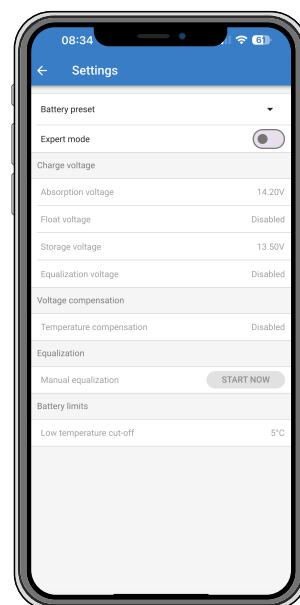 08:34
61
Settings
Battery preset
Expert mode
Charge voltage
Absorption voltage 14.20V
Float voltage Disabled
Storage voltage 13.50V
Equalization voltage Disabled
Voltage compensation
Temperature compensation Disabled
Equalization
Manual equalization START NOW
Battery limits
Low temperature cut-off 5°C